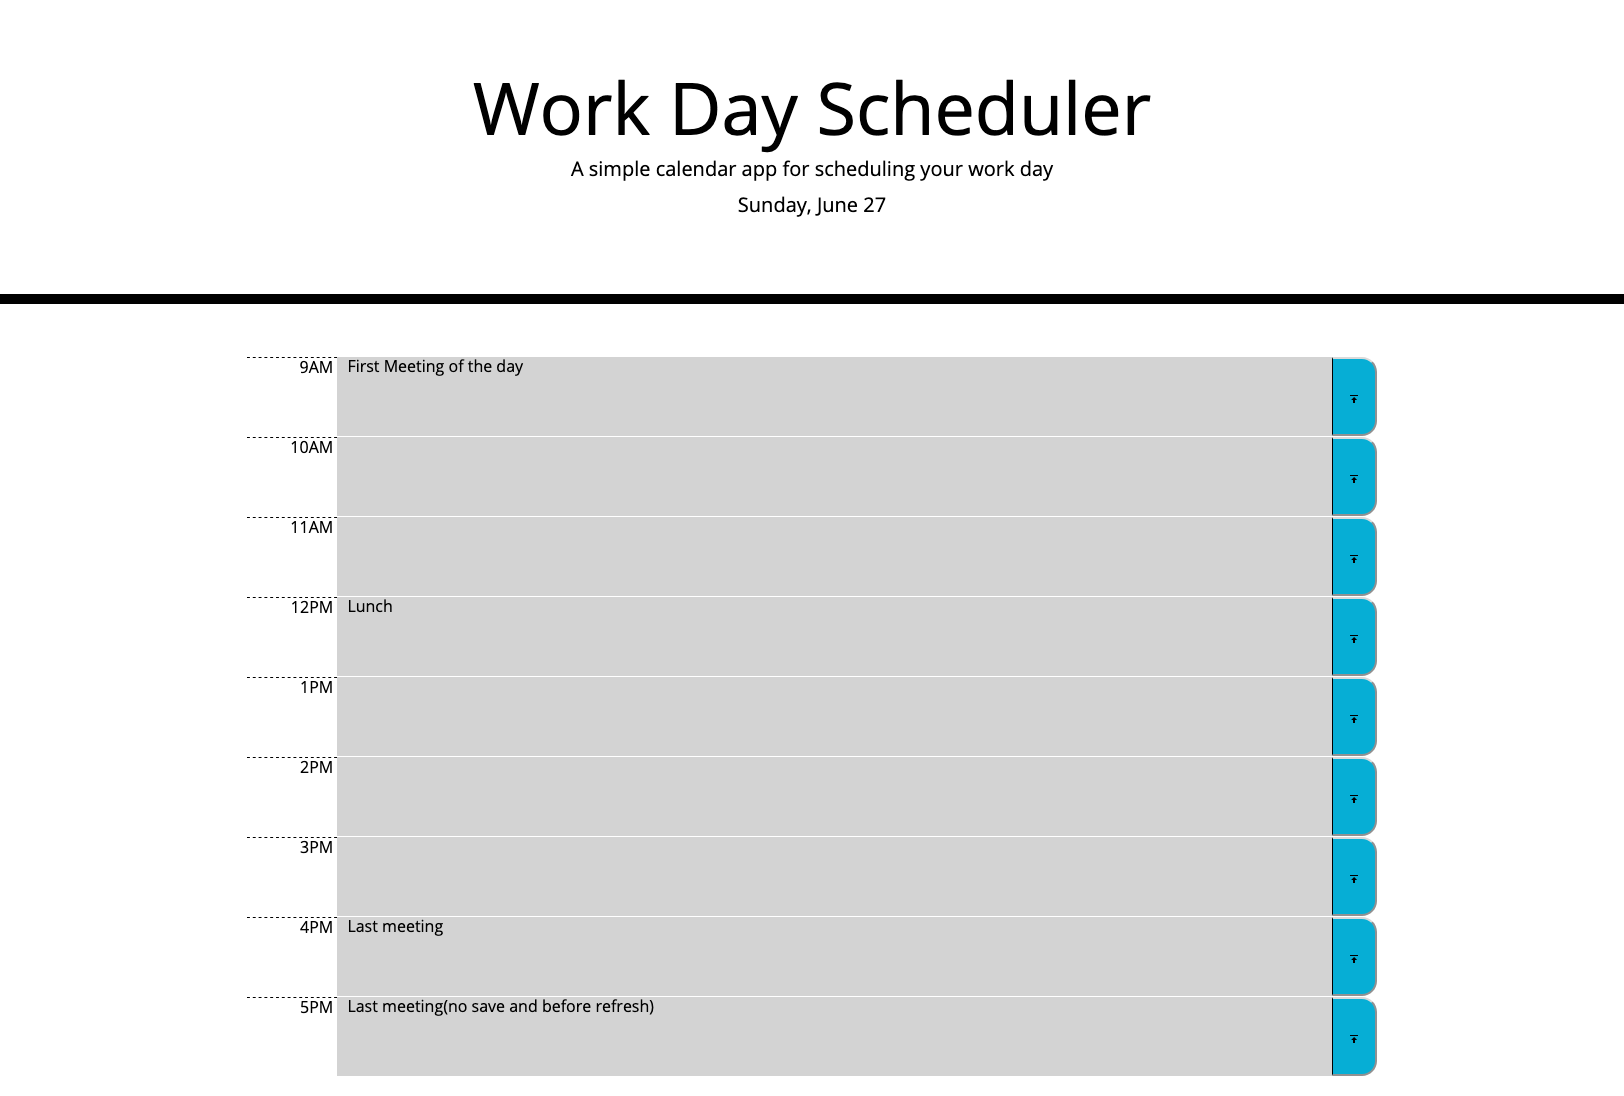 Work Day Scheduler
A simple calendar app for scheduling your work day
Sunday, June 27
9AM First Meeting of the day
10AM
11AM
12PM Lunch
1PM
2PM
3PM
4PM Last meeting
5PM Last meeting(no save and before refresh)